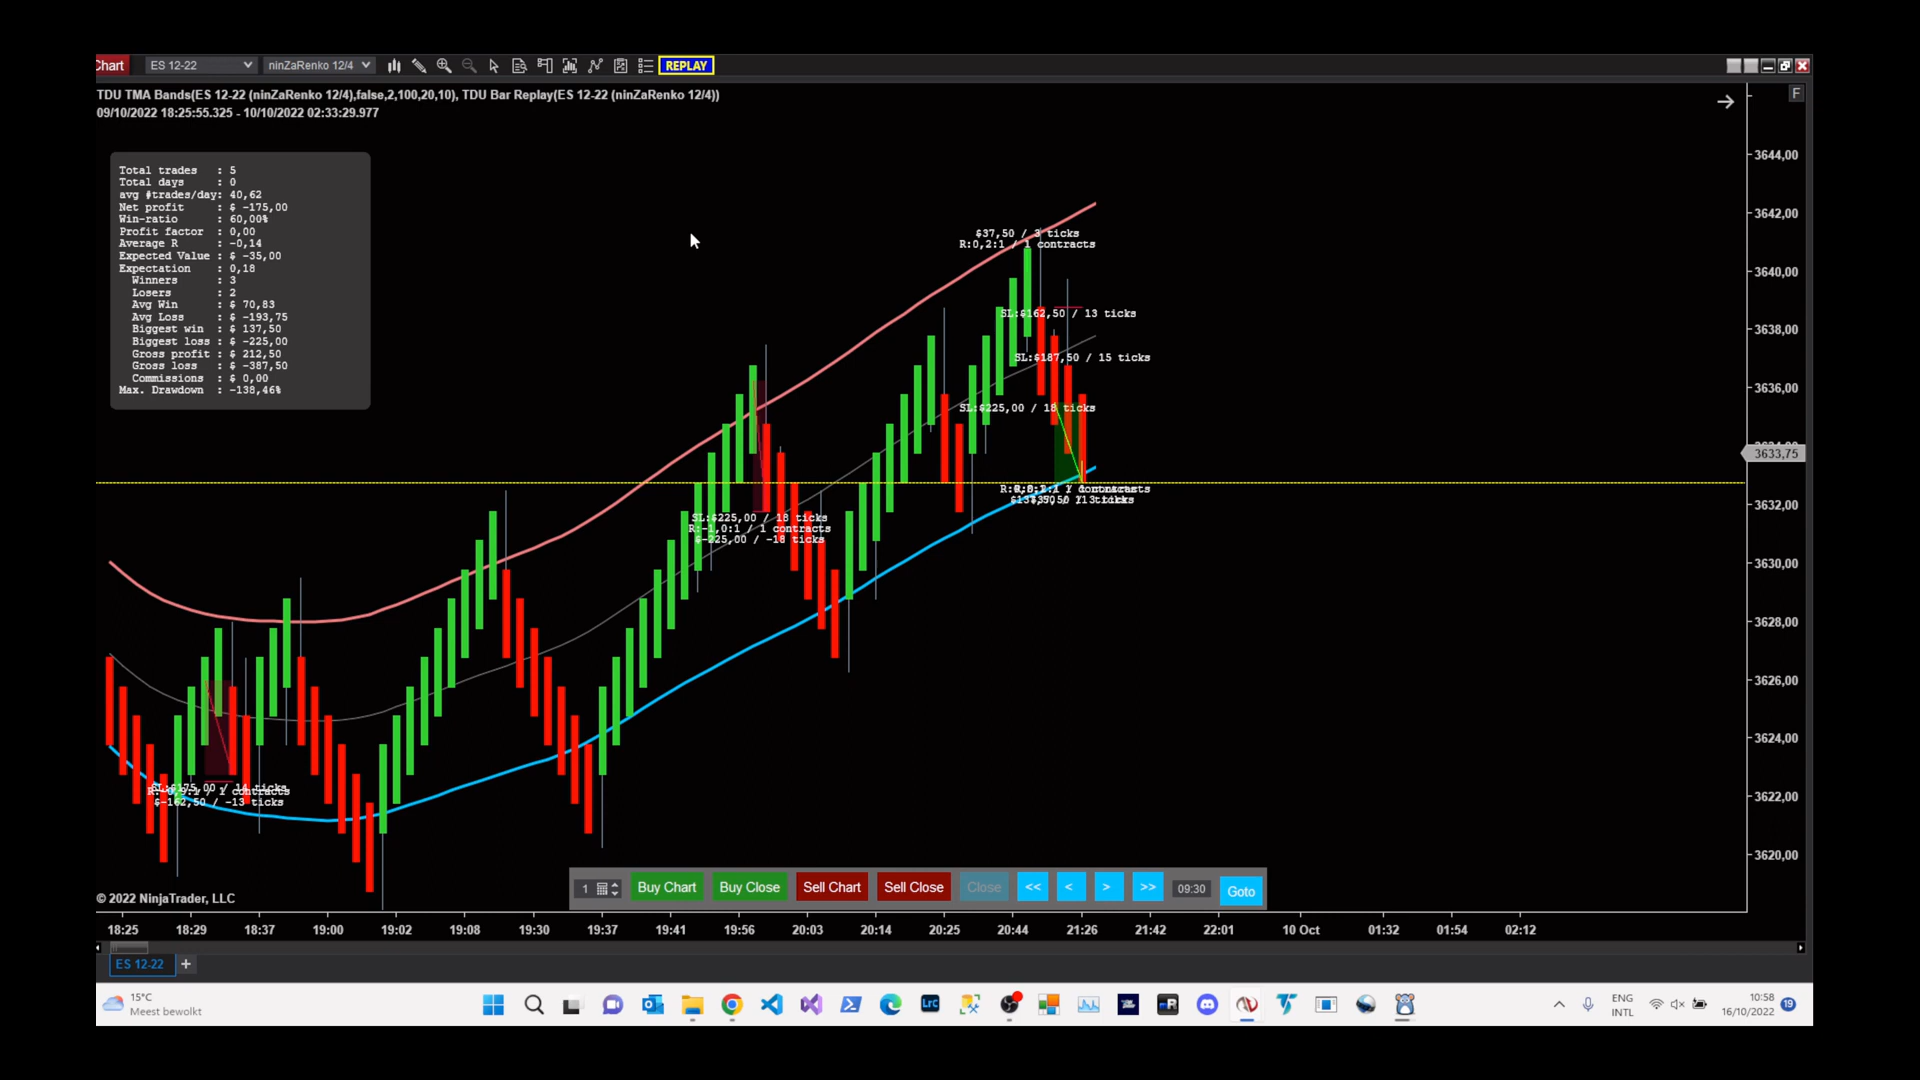 Chart
ES 12-22
ninZaRenko 12/4
REPLAY
TDU TMA Bands(ES 12-22 (ninZaRenko 12/4),false,2,100,20,10), TDU Bar Replay(ES 12-22 (ninZaRenko 12/4))
09/10/2022 18:25:55.325 - 10/10/2022 02:33:29.977
F
Total trades : 5
Total days : 0
avg #trades/day: 40,62
Net profit : $ -175,00
Win-ratio : 60,00%
Profit factor : 0,00
Average R : -0,14
Expected Value : $ -35,00
Expectation : 0,18
Winners : 3
Losers : 2
Avg Win : $ 70,83
Avg Loss : $ -193,75
Biggest win : $ 137,50
Biggest loss : $ -225,00
Gross profit : $ 212,50
Gross loss : $ -387,50
Commissions : $ 0,00
Max. Drawdown : -138,46%
$37,50 / 3 ticks
R:0,2:1 / 1 contracts
SL:$162,50 / 13 ticks
SL:$187,50 / 15 ticks
SL:$225,00 / 18 ticks
SL:$225,00 / 18 ticks
R:-1,0:1 / 1 contracts
$-225,00 / -18 ticks
SL:$175,00 / 14 ticks
1 contracts
$-162,50 / -13 ticks
3644,00
3642,00
3640,00
3638,00
3636,00
3633,75
3632,00
3630,00
3628,00
3626,00
3624,00
3622,00
3620,00
© 2022 NinjaTrader, LLC
1
Buy Chart
Buy Close
Sell Chart
Sell Close
Close
<<
<
>
>>
09:30
Goto
18:25 18:29 18:37 19:00 19:02 19:08 19:30 19:37 19:41 19:56 20:03 20:14 20:25 20:44 21:26 21:42 22:01 10 Oct 01:32 01:54 02:12
ES 12-22
+
15°C
Meest bewolkt
Lrc
ENG
INTL
10:58
16/10/2022
19